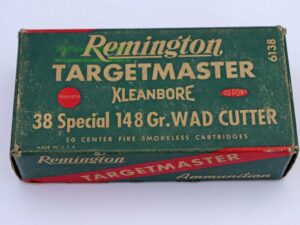 Remington
TARGETMASTER
KLEANBORE
DUPONT
6138
38 Special 148 Gr. WAD CUTTER
50 CENTER FIRE-SMOKELESS CARTRIDGES
MADE IN U.S.A.
Remington
TARGETMASTER
Ammunition